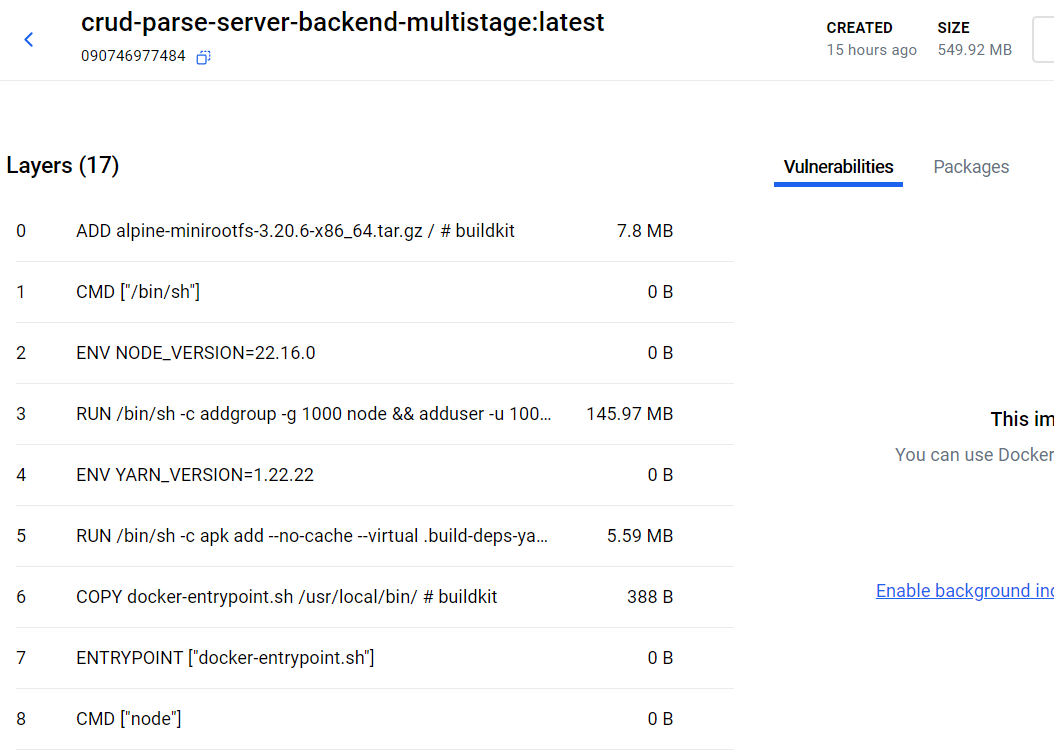 crud-parse-server-backend-multistage:latest
090746977484
CREATED
15 hours ago
SIZE
549.92 MB
Layers (17)
Vulnerabilities
Packages
0 ADD alpine-minirootfs-3.20.6-x86_64.tar.gz / # buildkit 7.8 MB
1 CMD ["/bin/sh"] 0 B
2 ENV NODE_VERSION=22.16.0 0 B
3 RUN /bin/sh -c addgroup -g 1000 node && adduser -u 100... 145.97 MB
4 ENV YARN_VERSION=1.22.22 0 B
5 RUN /bin/sh -c apk add --no-cache --virtual .build-deps-ya... 5.59 MB
6 COPY docker-entrypoint.sh /usr/local/bin/ # buildkit 388 B
7 ENTRYPOINT ["docker-entrypoint.sh"] 0 B
8 CMD ["node"] 0 B
This im
You can use Docker
Enable background ind